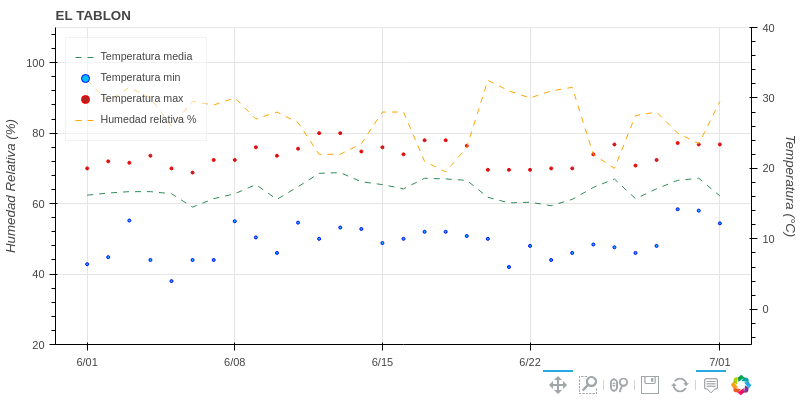 EL TABLON
Temperatura media
Temperatura min
Temperatura max
Humedad relativa %
Humedad Relativa (%)
100
80
60
40
20
40
30
20
10
0
Temperatura (°C)
6/01
6/08
6/15
6/22
7/01